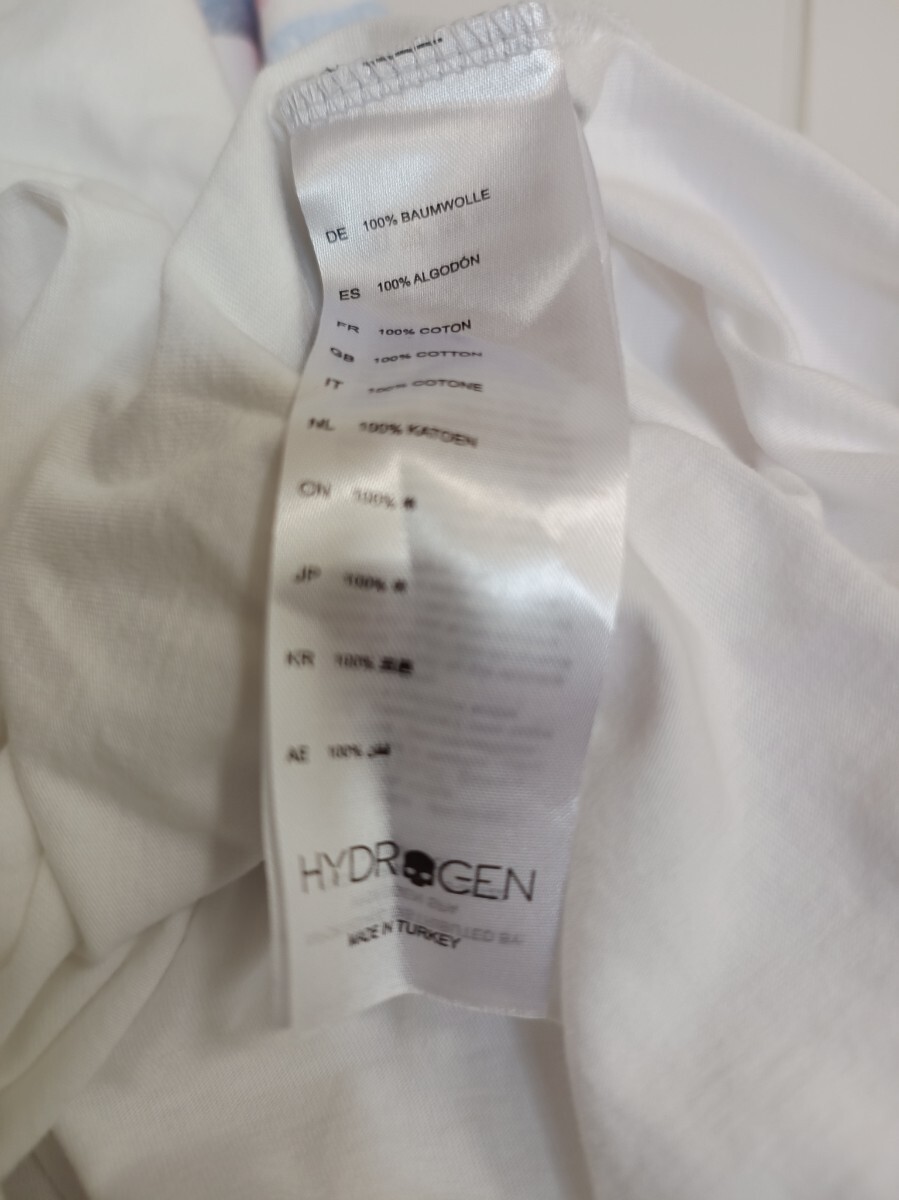 DE 100% BAUMWOLLE
ES 100% ALGODÓN
FR 100% COTON
GB 100% COTTON
IT 100% COTONE
NL 100% KATOEN
CN 100% 棉
JP 100%
KR 100%
AE 100%
HYDROGEN
MADE IN TURKEY